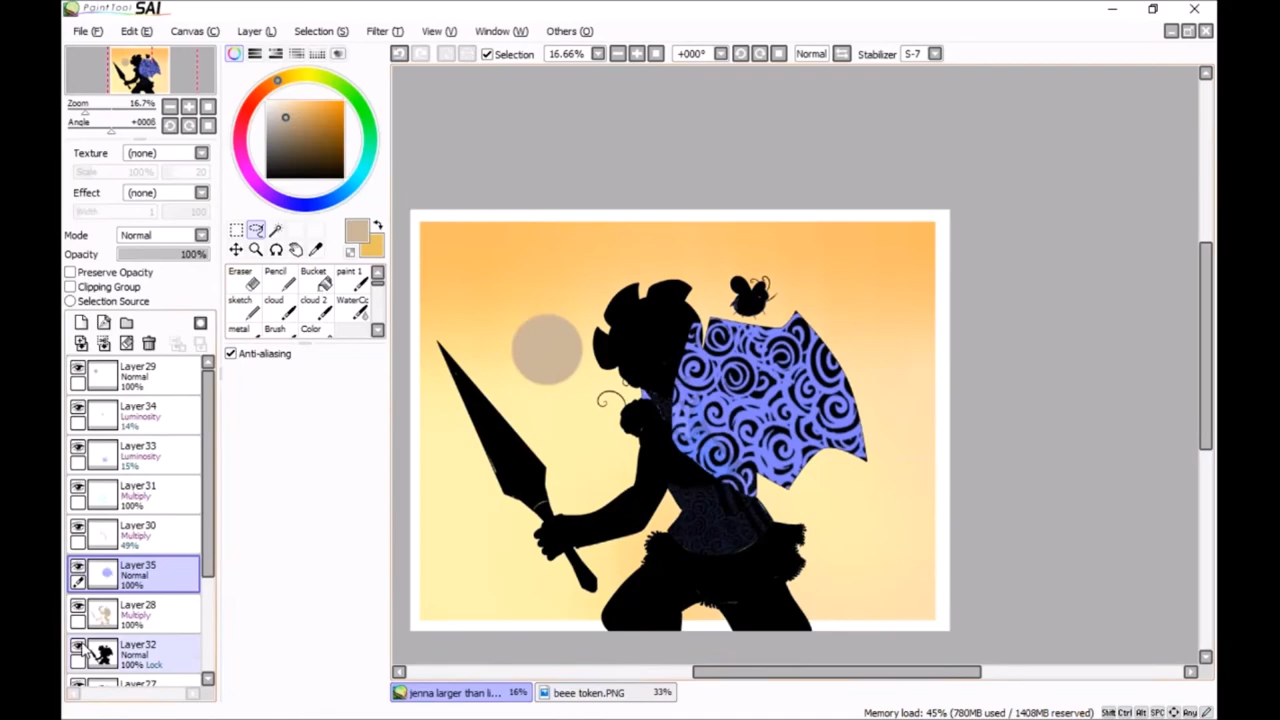 PaintTool SAI
File (F) Edit (E) Canvas (C) Layer (L) Selection (S) Filter (T) View (V) Window (W) Others (O)
Selection 16.66% +000° Normal Stabilizer S-7
Zoom 16.7%
Angle +0008
Texture (none)
Scale 100% 20
Effect (none)
Width 1 100
Mode Normal
Opacity 100%
Preserve Opacity
Clipping Group
Selection Source
Eraser Pencil Bucket paint 1
sketch cloud cloud 2 WaterCo
metal Brush Color
Anti-aliasing
Layer29
Normal
100%
Layer34
Luminosity
14%
Layer33
Luminosity
15%
Layer31
Multiply
100%
Layer30
Multiply
49%
Layer35
Normal
100%
Layer28
Multiply
100%
Layer32
Normal
100% Lock
Layer27
jenna larger than li... 16% beee token.PNG 33%
Memory load: 45% (780MB used / 1408MB reserved) Shift Ctrl Alt SPC Any